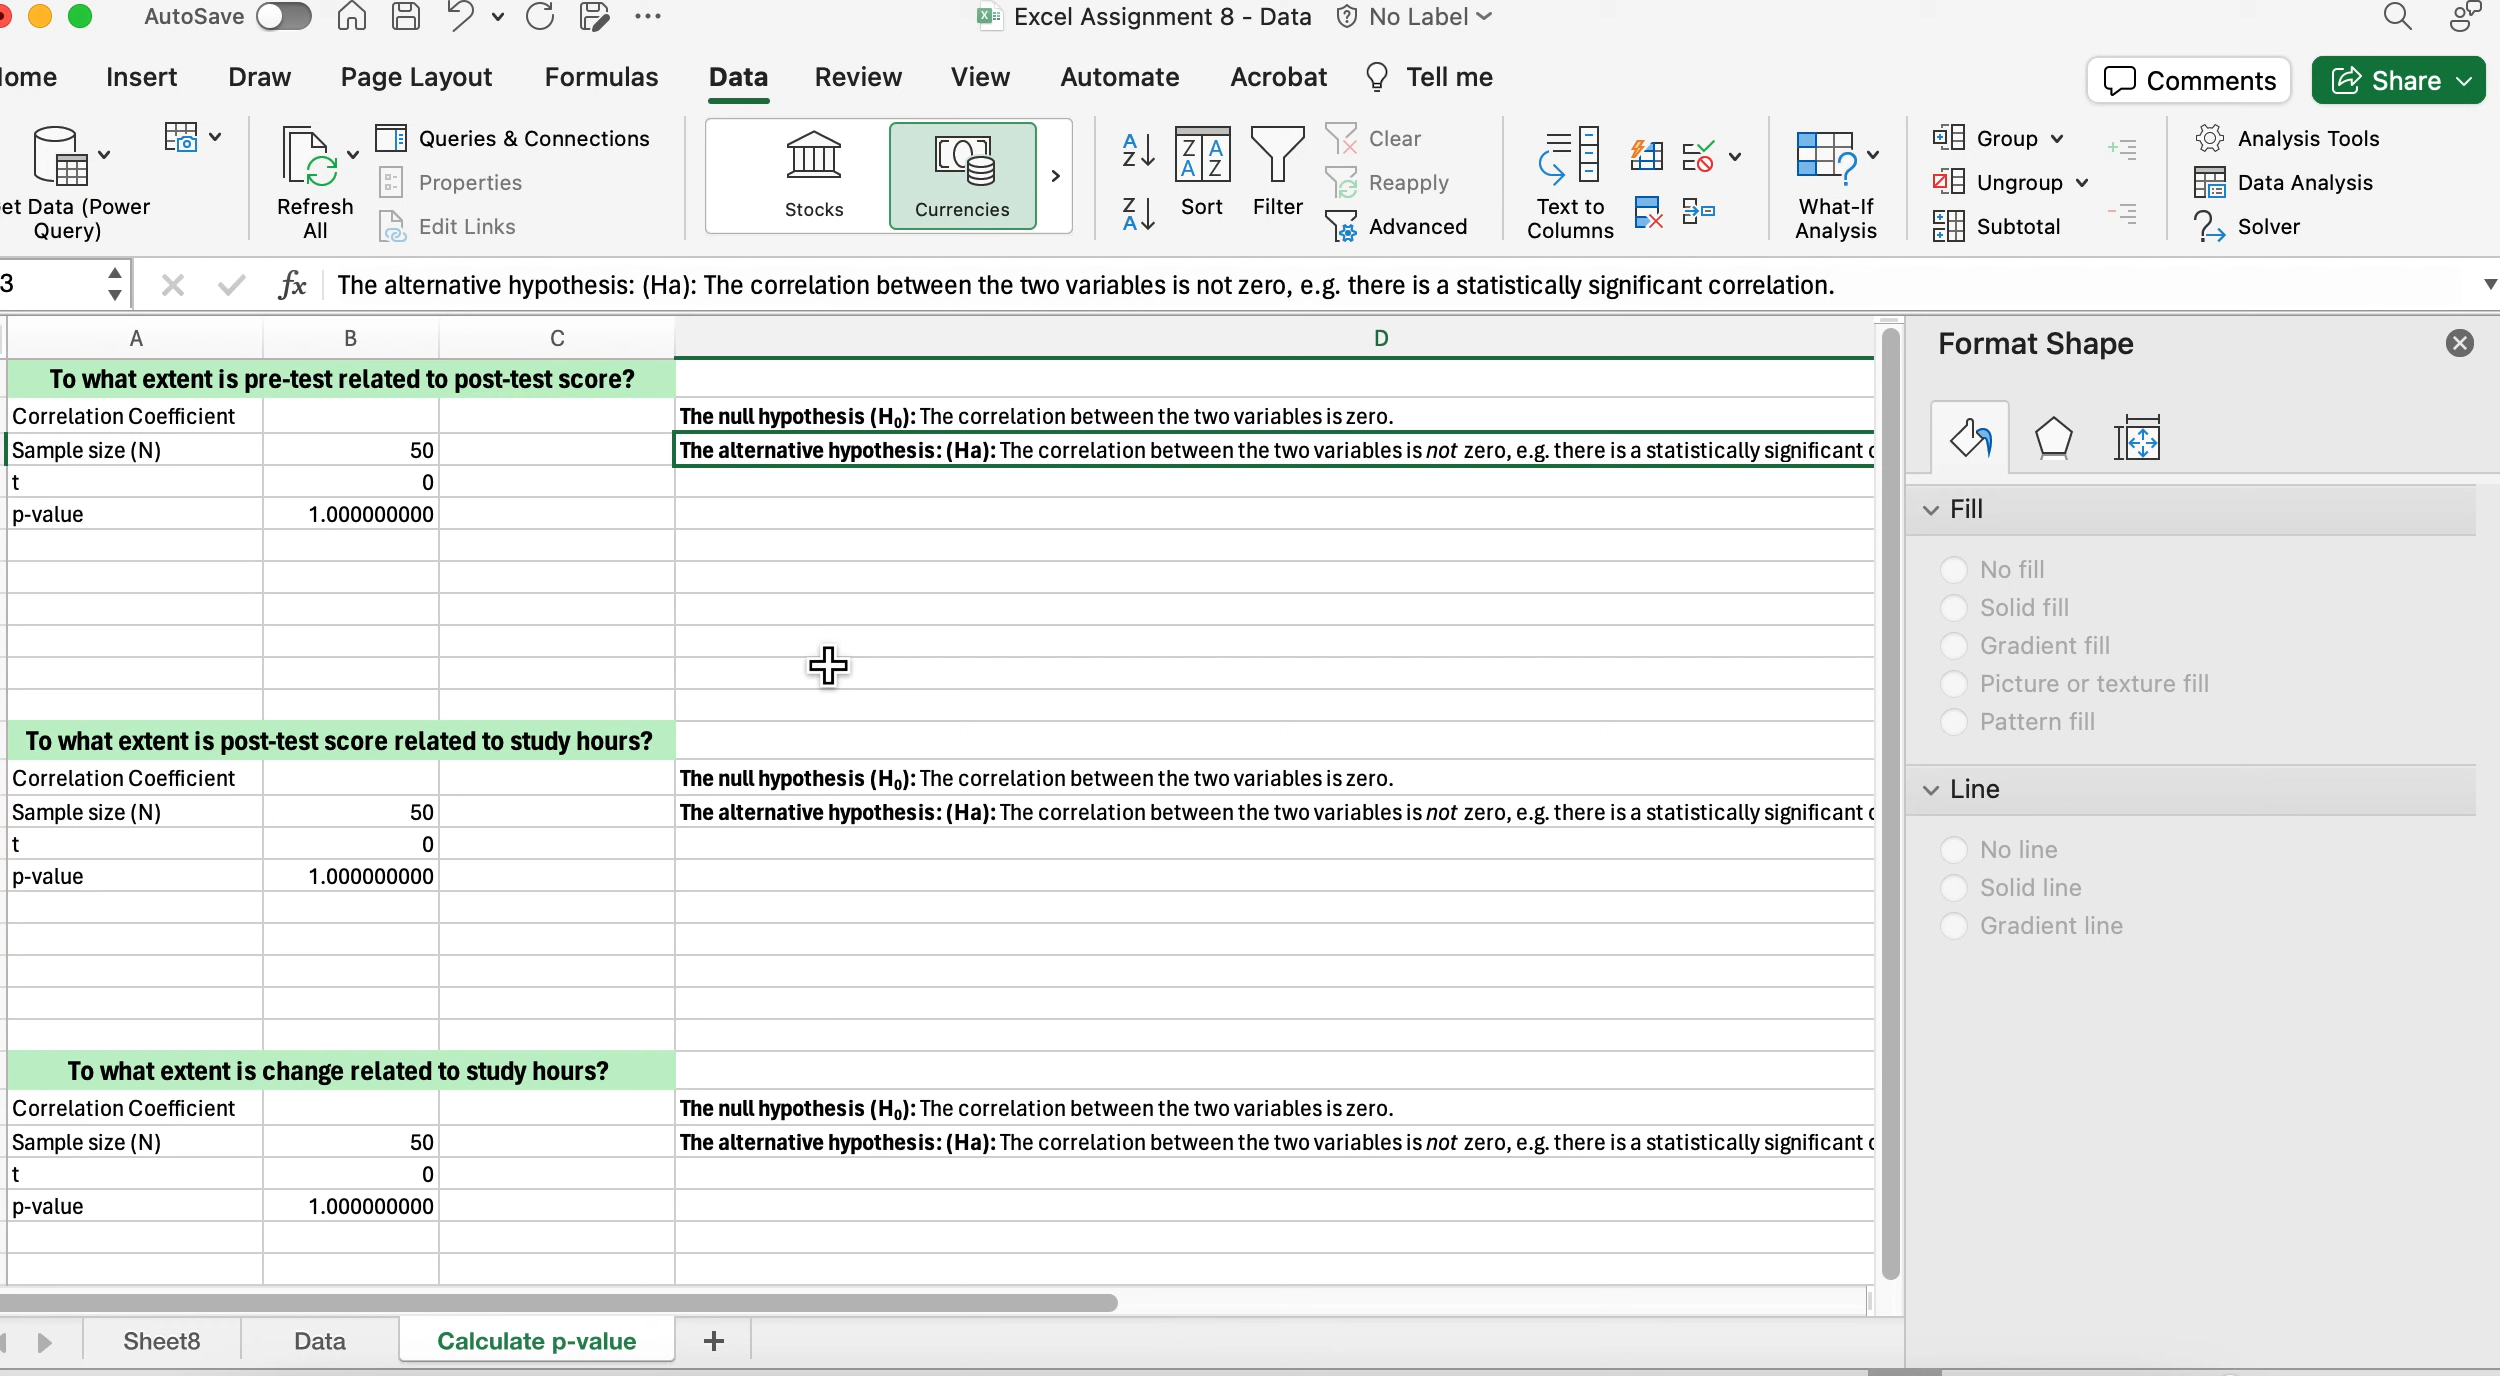 AutoSave
Excel Assignment 8 - Data
No Label
ome Insert Draw Page Layout Formulas Data Review View Automate Acrobat Tell me
Comments
Share
et Data (Power Query)
Refresh All
Queries & Connections
Properties
Edit Links
Stocks
Currencies
Sort
Filter
Clear
Reapply
Advanced
Text to Columns
What-If Analysis
Group
Ungroup
Subtotal
Analysis Tools
Data Analysis
Solver
3
fx The alternative hypothesis: (Ha): The correlation between the two variables is not zero, e.g. there is a statistically significant correlation.
A B C D
To what extent is pre-test related to post-test score?
Correlation Coefficient The null hypothesis (H₀): The correlation between the two variables is zero.
Sample size (N) 50 The alternative hypothesis: (Ha): The correlation between the two variables is not zero, e.g. there is a statistically significant c
t 0
p-value 1.000000000
To what extent is post-test score related to study hours?
Correlation Coefficient The null hypothesis (H₀): The correlation between the two variables is zero.
Sample size (N) 50 The alternative hypothesis: (Ha): The correlation between the two variables is not zero, e.g. there is a statistically significant c
t 0
p-value 1.000000000
To what extent is change related to study hours?
Correlation Coefficient The null hypothesis (H₀): The correlation between the two variables is zero.
Sample size (N) 50 The alternative hypothesis: (Ha): The correlation between the two variables is not zero, e.g. there is a statistically significant c
t 0
p-value 1.000000000
Sheet8 Data Calculate p-value +
Format Shape
Fill
No fill
Solid fill
Gradient fill
Picture or texture fill
Pattern fill
Line
No line
Solid line
Gradient line